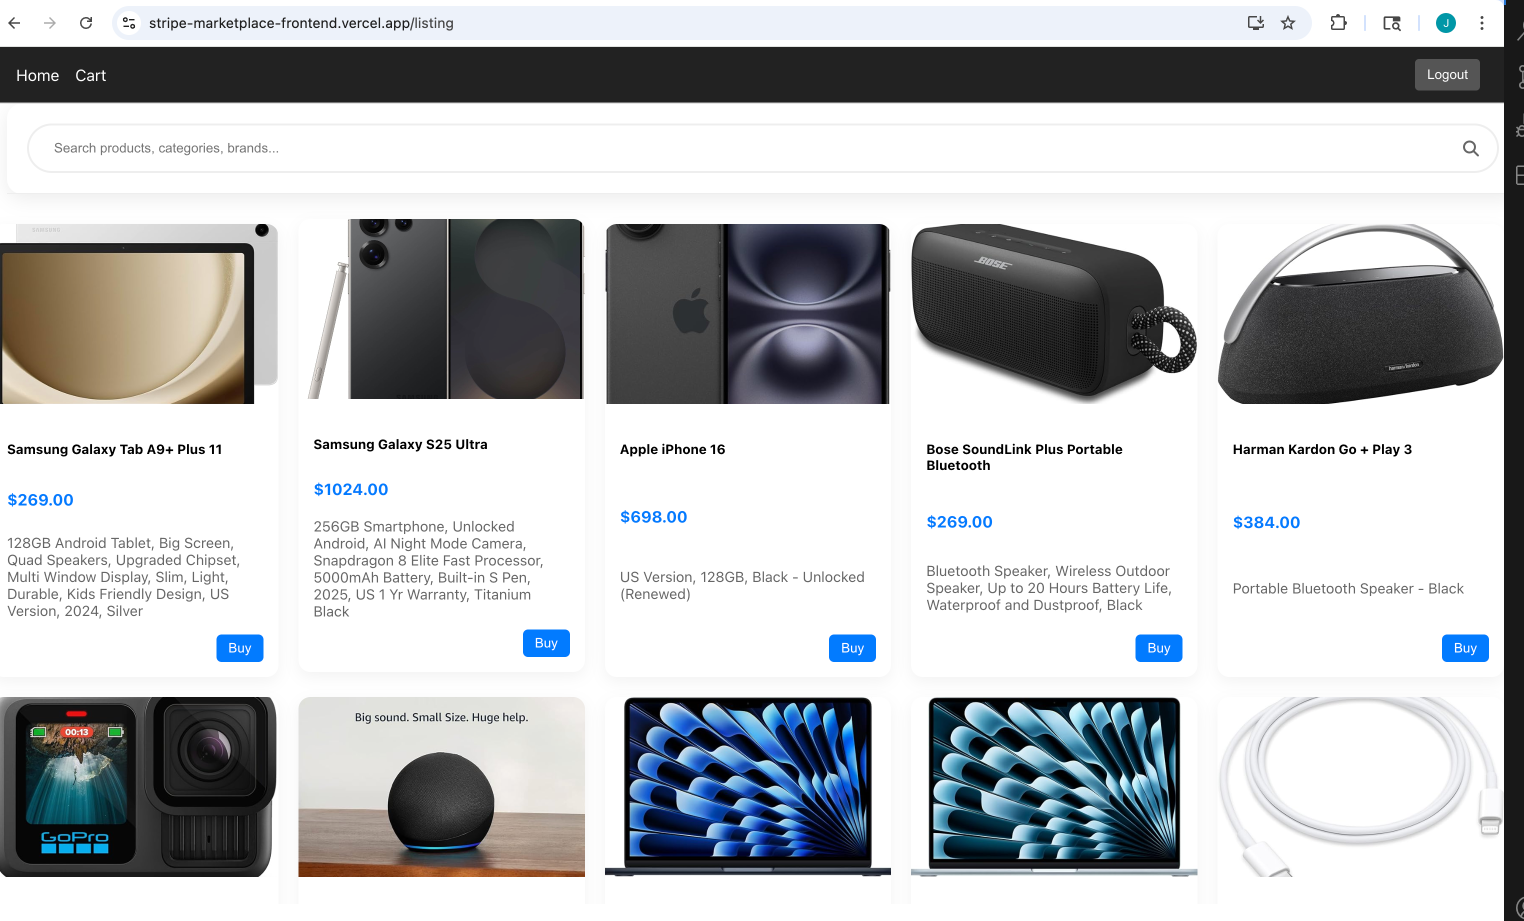 stripe-marketplace-frontend.vercel.app/listing
J
Home Cart
Logout
Search products, categories, brands...
SAMSUNG
BOSE
harman/kardon
Samsung Galaxy Tab A9+ Plus 11
$269.00
128GB Android Tablet, Big Screen,
Quad Speakers, Upgraded Chipset,
Multi Window Display, Slim, Light,
Durable, Kids Friendly Design, US
Version, 2024, Silver
Buy
Samsung Galaxy S25 Ultra
$1024.00
256GB Smartphone, Unlocked
Android, AI Night Mode Camera,
Snapdragon 8 Elite Fast Processor,
5000mAh Battery, Built-in S Pen,
2025, US 1 Yr Warranty, Titanium
Black
Buy
Apple iPhone 16
$698.00
US Version, 128GB, Black - Unlocked
(Renewed)
Buy
Bose SoundLink Plus Portable
Bluetooth
$269.00
Bluetooth Speaker, Wireless Outdoor
Speaker, Up to 20 Hours Battery Life,
Waterproof and Dustproof, Black
Buy
Harman Kardon Go + Play 3
$384.00
Portable Bluetooth Speaker - Black
Buy
00:13
GoPro
Big sound. Small Size. Huge help.